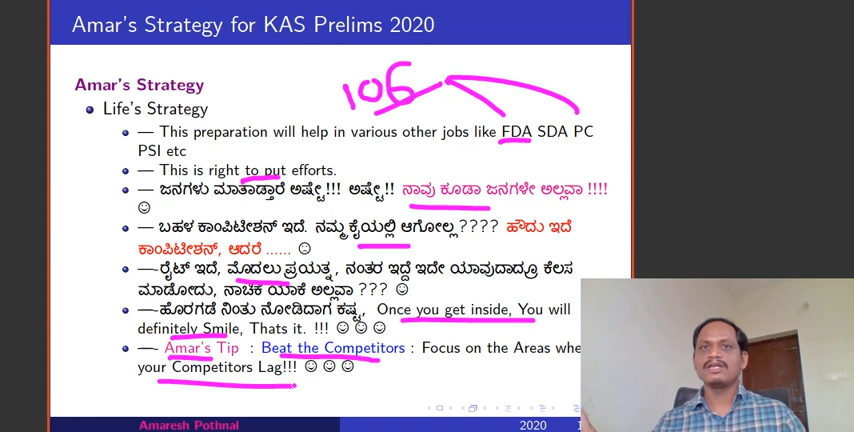 Amar's Strategy for KAS Prelims 2020
106
Amar's Strategy
Life's Strategy
— This preparation will help in various other jobs like FDA SDA PC
PSI etc
— This is right to put efforts.
— ಜನಗಳು ಮಾತಾಡ್ತಾರೆ ಅಷ್ಟೇ!!! ಅಷ್ಟೇ!! ನಾವು ಕೂಡಾ ಜನಗಳೇ ಅಲ್ಲವಾ !!!!
☺
— ಬಹಳ ಕಾಂಪಿಟೇಶನ್ ಇದೆ. ನಮ್ಮ ಕೈಯಲ್ಲಿ ಆಗೋಲ್ಲ???? ಹೌದು ಇದೆ
ಕಾಂಪಿಟೇಶನ್, ಆದರೆ ...... ☺
—-ರೈಟ್ ಇದೆ, ಮೊದಲು ಪ್ರಯತ್ನ, ನಂತರ ಇದ್ದೆ ಇದೇ ಯಾವುದಾದ್ರೂ ಕೆಲಸ
ಮಾಡೋದು, ನಾಚಿಕೆ ಯಾಕೆ ಅಲ್ಲವಾ ??? ☺
—-ಹೊರಗಡೆ ನಿಂತು ನೋಡಿದಾಗ ಕಷ್ಟ, Once you get inside, You will
definitely Smile, Thats it. !!! ☺☺☺
—- Amar's Tip : Beat the Competitors : Focus on the Areas whe
your Competitors Lag!!! ☺☺☺
Amaresh Pothnal 2020 1